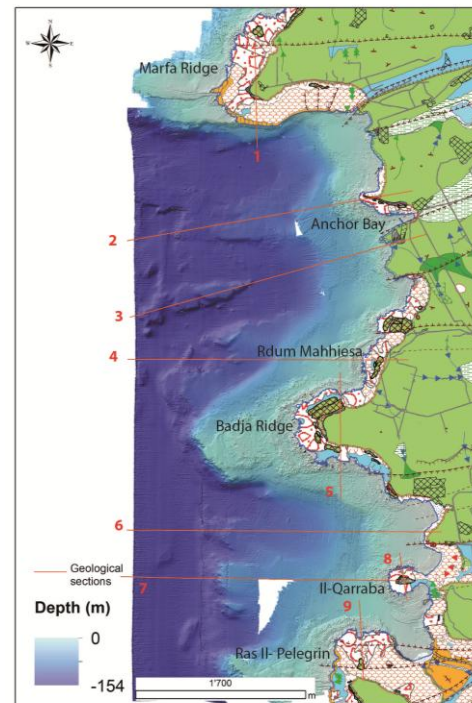 Marfa Ridge
1
2
Anchor Bay
3
4
Rdum Mahhiesa
Badja Ridge
5
6
8
Geological
sections
7
Il-Qarraba
9
Depth (m)
0
Ras Il- Pelegrin
-154
1'700
m